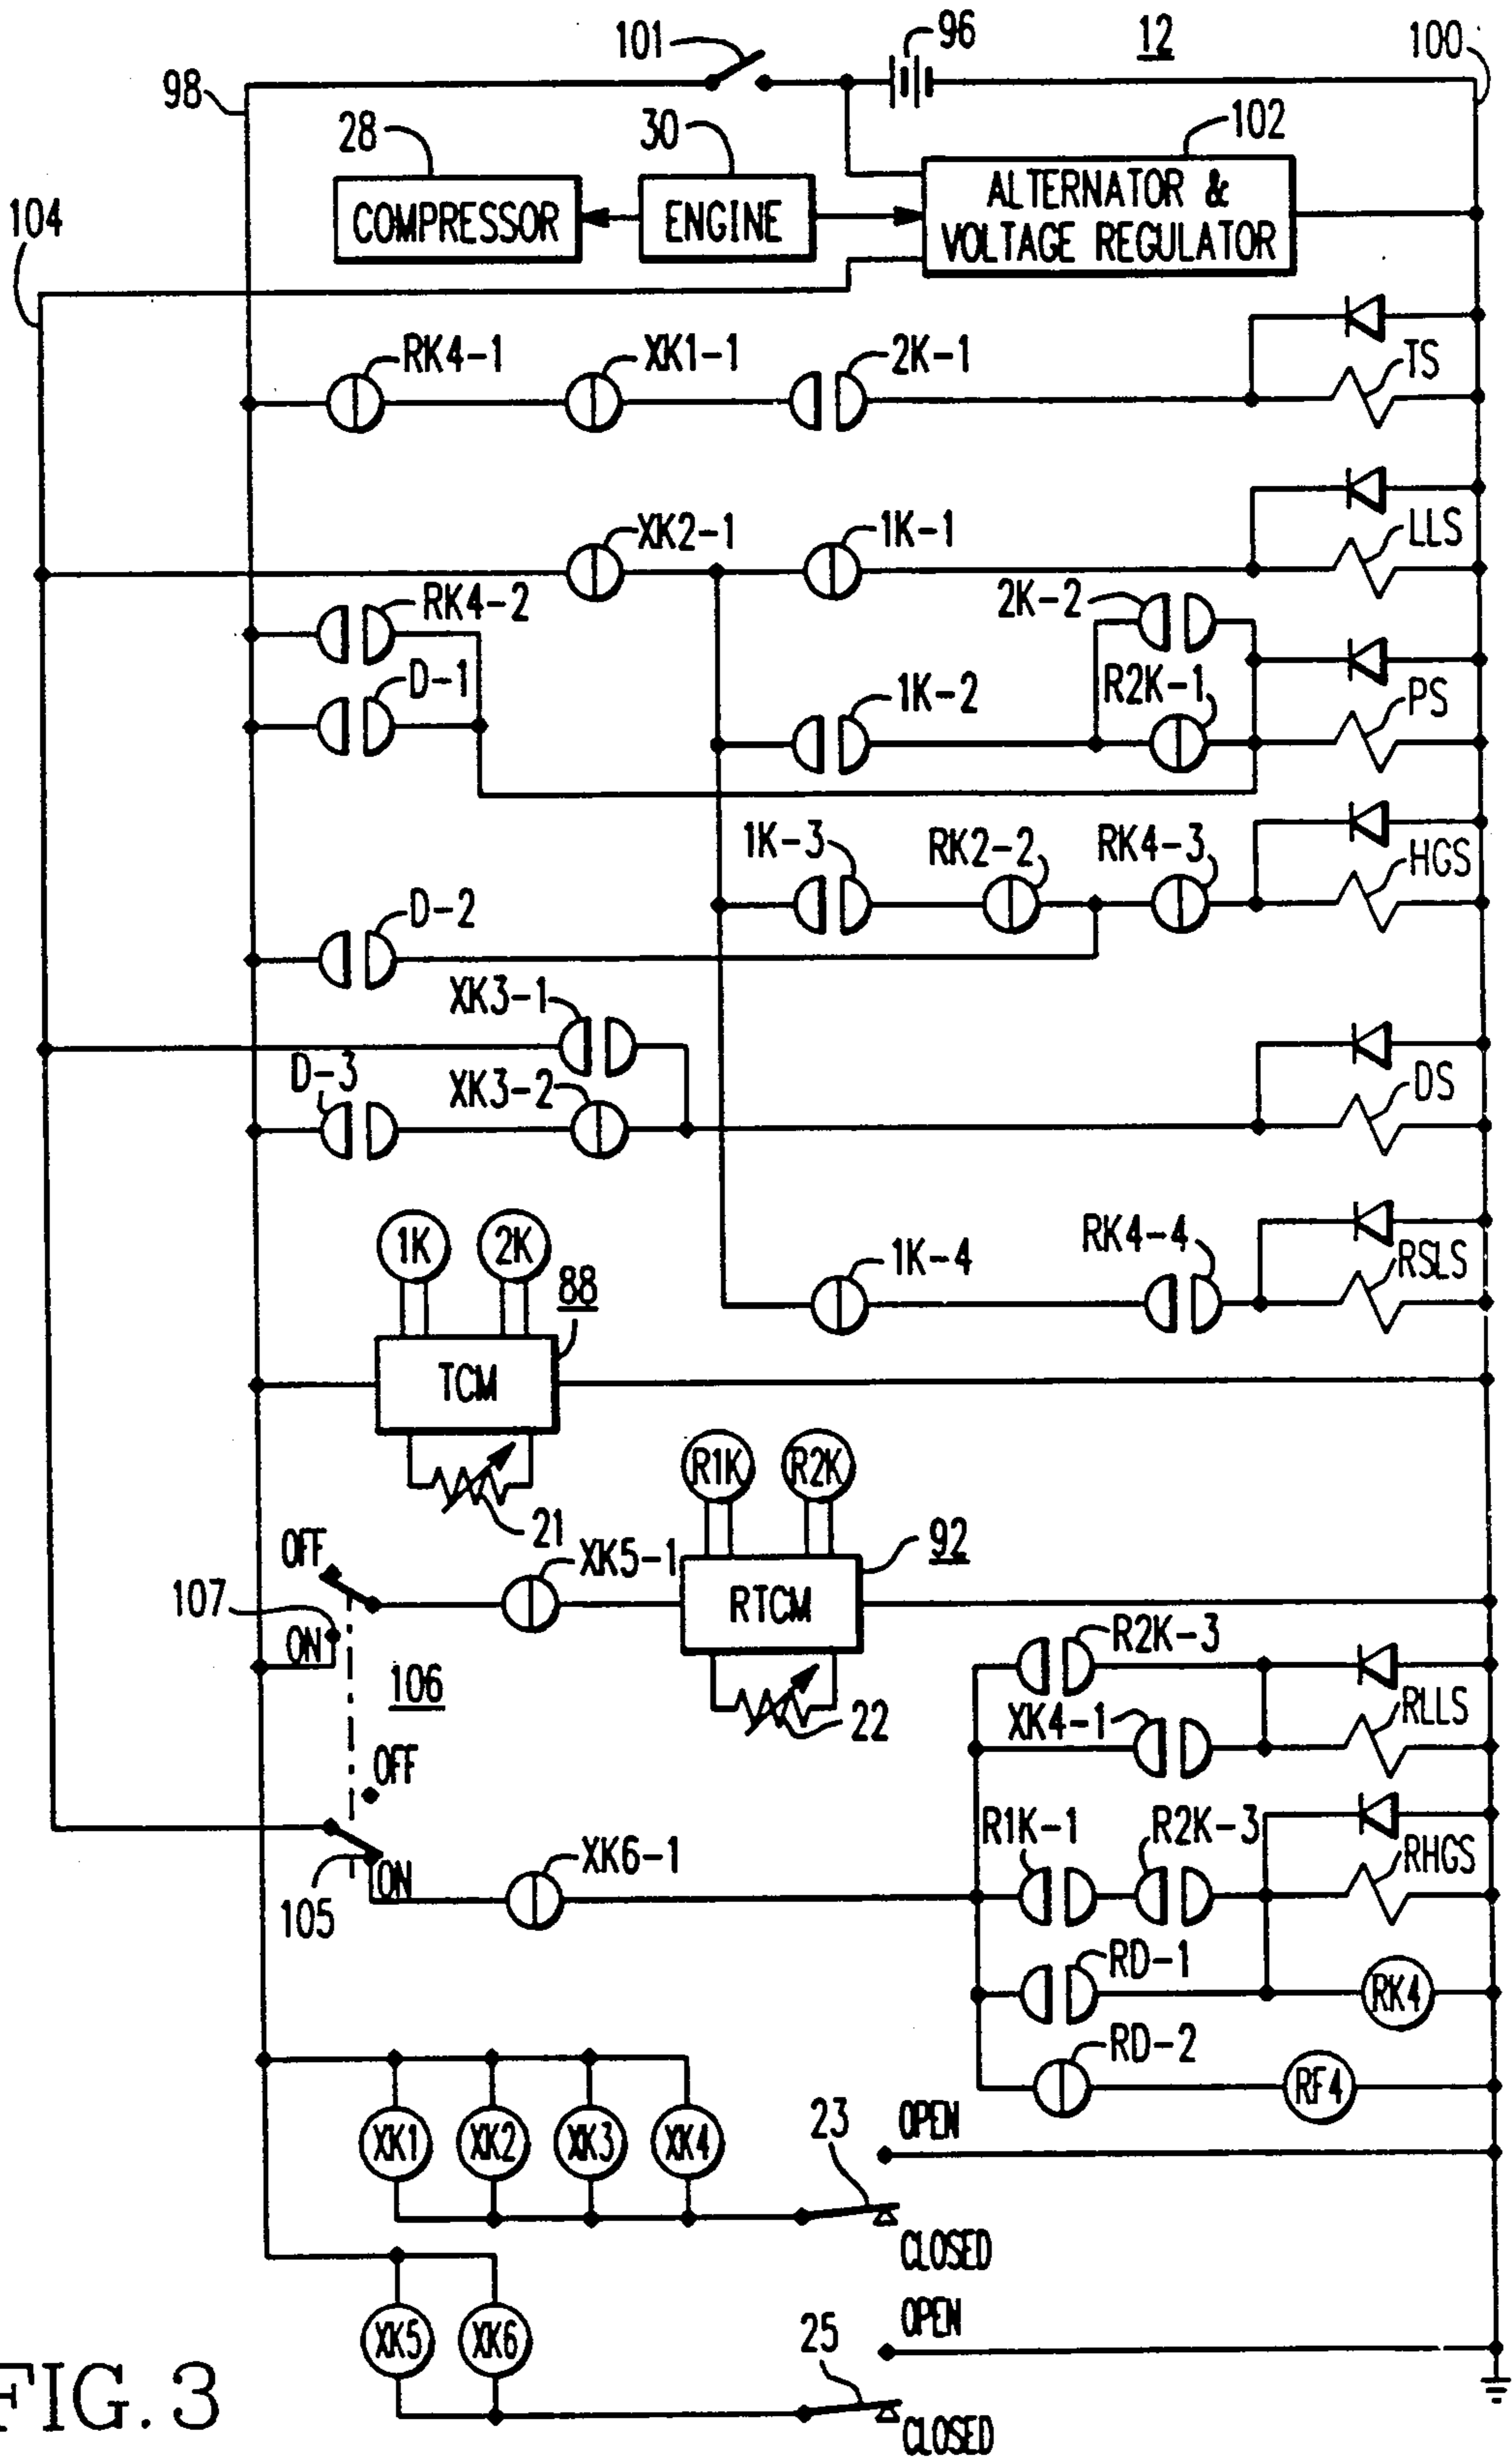 101
96
12
100
98
28
30
102
104
COMPRESSOR
ENGINE
ALTERNATOR &
VOLTAGE REGULATOR
RK4-1
XK1-1
2K-1
TS
XK2-1
1K-1
LLS
RK4-2
2K-2
D-1
1K-2
R2K-1
PS
1K-3
RK2-2
RK4-3
HGS
D-2
XK3-1
D-3
XK3-2
DS
1K
2K
88
1K-4
RK4-4
RSLS
TCM
R1K
R2K
21
OFF
XK5-1
92
107
RTCM
ON
R2K-3
106
22
XK4-1
RLLS
OFF
R1K-1
R2K-3
XK6-1
RHGS
ON
105
RD-1
RK4
RD-2
RF4
XK1
XK2
XK3
XK4
23
OPEN
CLOSED
XK5
XK6
25
OPEN
CLOSED
FIG. 3